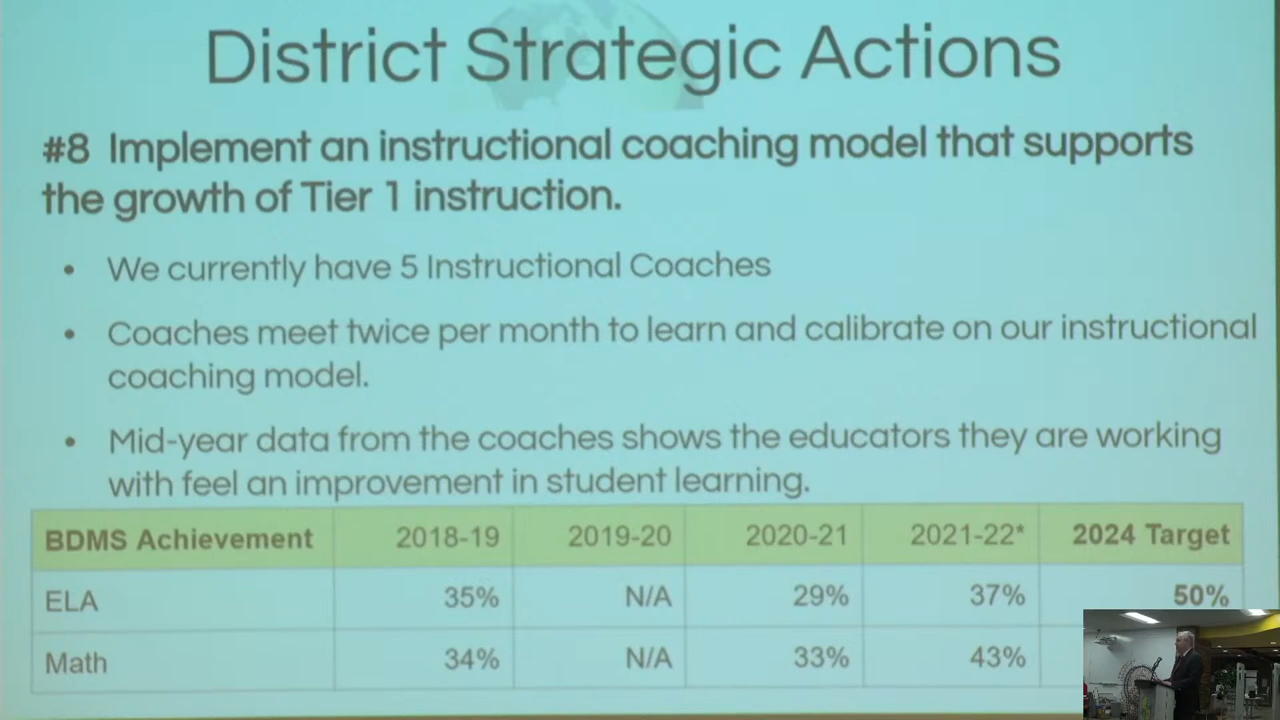 District Strategic Actions
#8 Implement an instructional coaching model that supports
the growth of Tier 1 instruction.
• We currently have 5 Instructional Coaches
• Coaches meet twice per month to learn and calibrate on our instructional
coaching model.
• Mid-year data from the coaches shows the educators they are working
with feel an improvement in student learning.
BDMS Achievement 2018-19 2019-20 2020-21 2021-22* 2024 Target
ELA 35% N/A 29% 37% 50%
Math 34% N/A 33% 43%